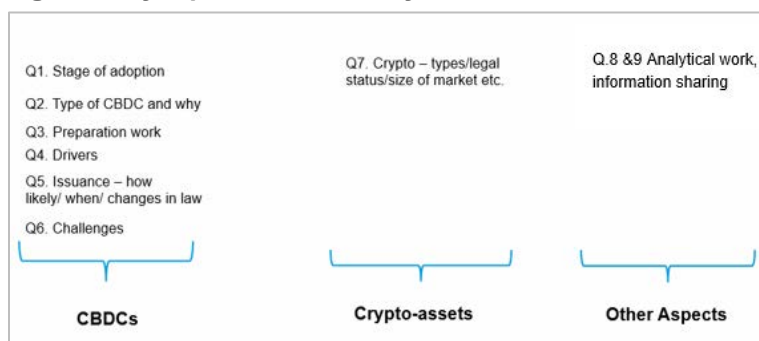 Q1. Stage of adoption
Q2. Type of CBDC and why
Q3. Preparation work
Q4. Drivers
Q5. Issuance – how
likely/ when/ changes in law
Q6. Challenges
CBDCs
Q7. Crypto – types/legal
status/size of market etc.
Crypto-assets
Q.8 &9 Analytical work,
information sharing
Other Aspects